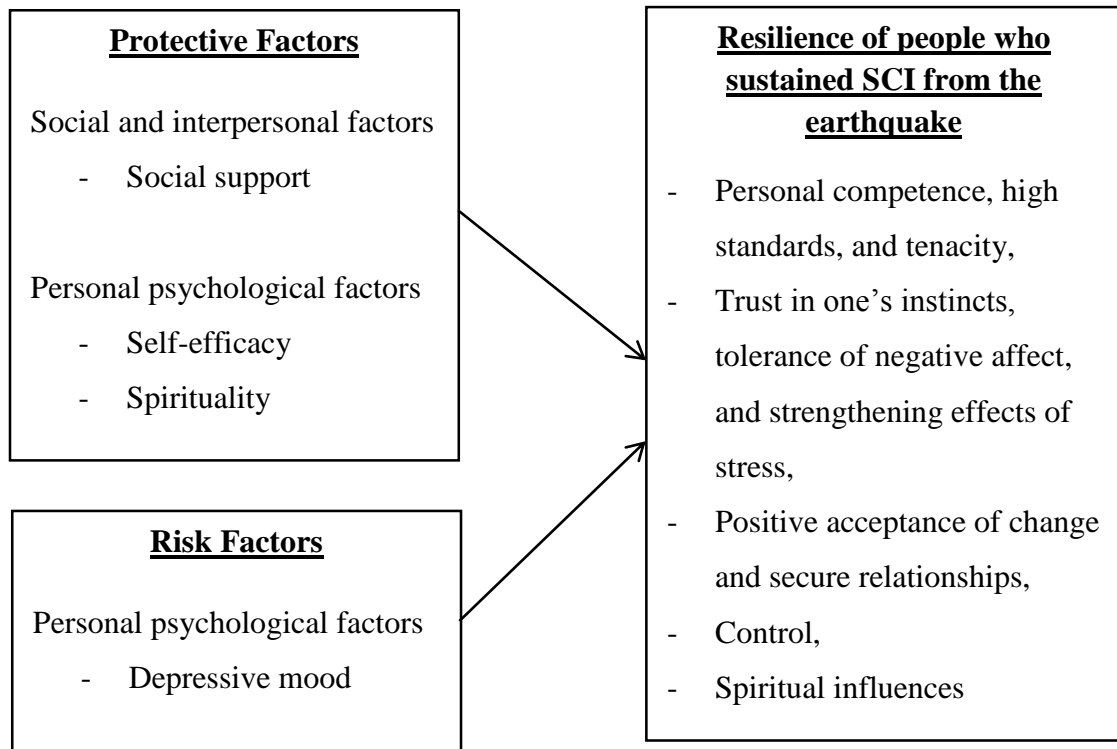 Protective Factors
Social and interpersonal factors
- Social support
Personal psychological factors
- Self-efficacy
- Spirituality
Risk Factors
Personal psychological factors
- Depressive mood
Resilience of people who
sustained SCI from the
earthquake
- Personal competence, high
standards, and tenacity,
- Trust in one’s instincts,
tolerance of negative affect,
and strengthening effects of
stress,
- Positive acceptance of change
and secure relationships,
- Control,
- Spiritual influences